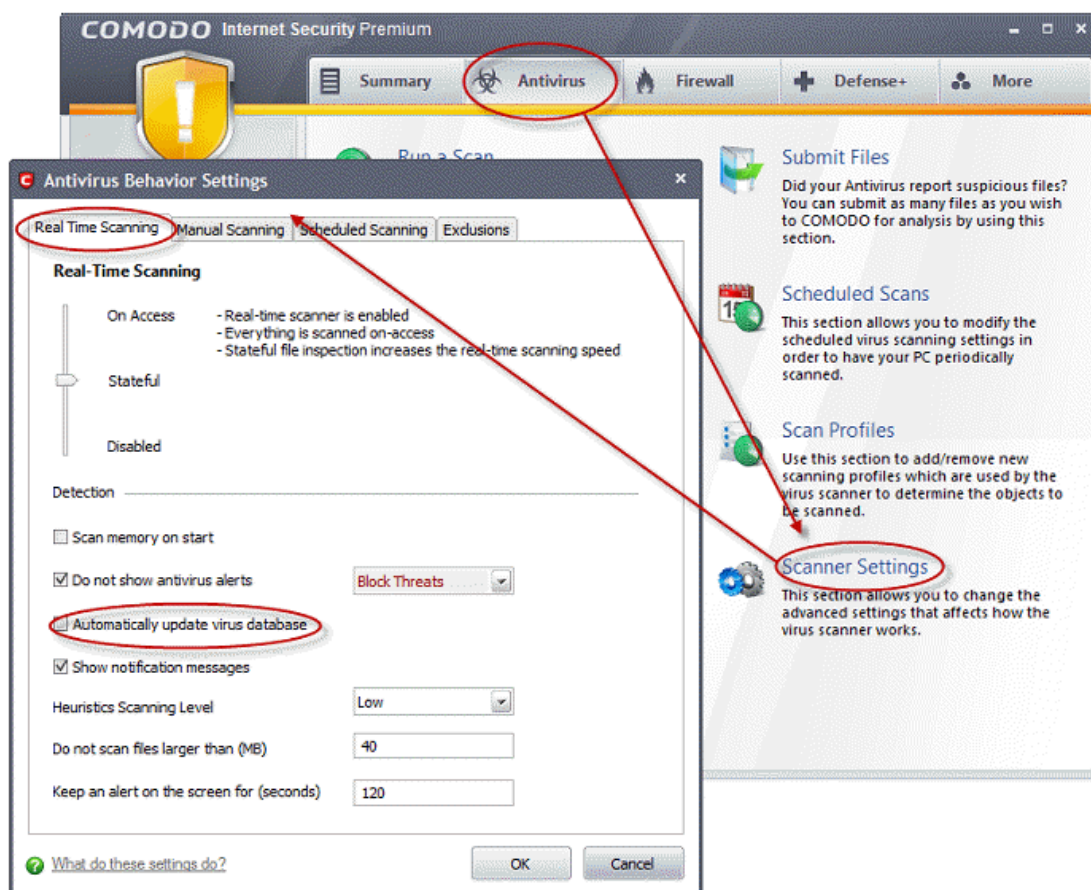 COMODO Internet Security Premium
Summary
Antivirus
Firewall
Defense+
More
Run a Scan
Submit Files
Did your Antivirus report suspicious files?
You can submit as many files as you wish
to COMODO for analysis by using this
section.
Scheduled Scans
This section allows you to modify the
scheduled virus scanning settings in
order to have your PC periodically
scanned.
Scan Profiles
Use this section to add/remove new
scanning profiles which are used by the
virus scanner to determine the objects to
be scanned.
Scanner Settings
This section allows you to change the
advanced settings that affects how the
virus scanner works.
Antivirus Behavior Settings
Real Time Scanning
Manual Scanning
Scheduled Scanning
Exclusions
Real-Time Scanning
On Access
- Real-time scanner is enabled
- Everything is scanned on-access
- Stateful file inspection increases the real-time scanning speed
Stateful
Disabled
Detection
Scan memory on start
Do not show antivirus alerts
Block Threats
Automatically update virus database
Show notification messages
Heuristics Scanning Level
Low
Do not scan files larger than (MB)
40
Keep an alert on the screen for (seconds)
120
What do these settings do?
OK
Cancel